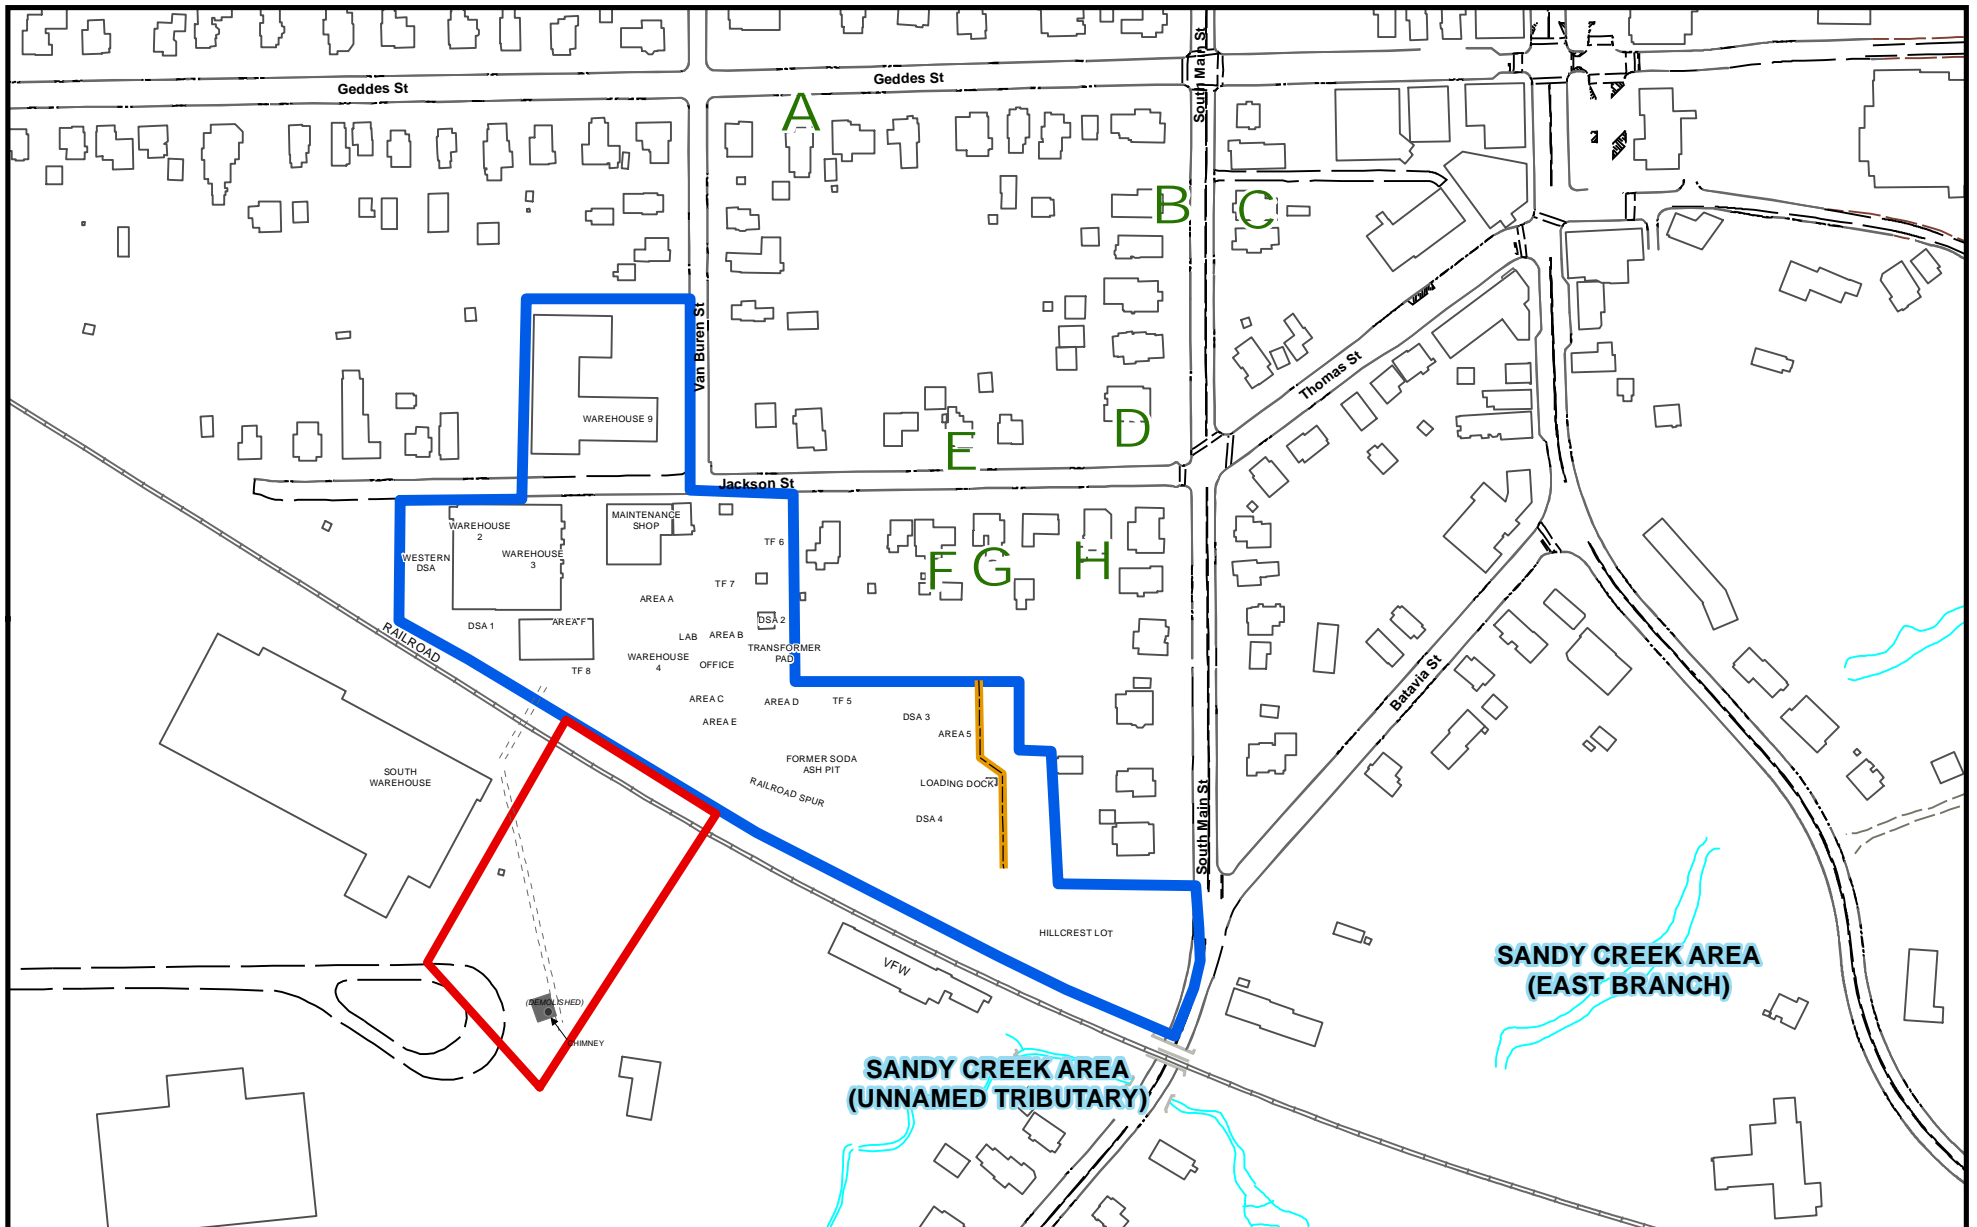 Geddes St
Geddes St
South Main St
A
B
C
Van Buren St
Thomas St
WAREHOUSE 9
D
E
Jackson St
MAINTENANCE
SHOP
WAREHOUSE
2
WAREHOUSE
3
WESTERN
DSA
TF 6
F
G
H
TF 7
AREA A
DSA 1
AREA F
DSA 2
LAB
AREA B
TRANSFORMER
PAD
WAREHOUSE
4
OFFICE
RAILROAD
TF 8
AREA C
AREA D
TF 5
AREA E
DSA 3
AREA 5
Batavia St
FORMER SODA
ASH PIT
SOUTH
WAREHOUSE
RAILROAD SPUR
LOADING DOCK
DSA 4
South Main St
HILLCREST LOT
VFW
SANDY CREEK AREA
(EAST BRANCH)
(DEMOLISHED)
CHIMNEY
SANDY CREEK AREA
(UNNAMED TRIBUTARY)